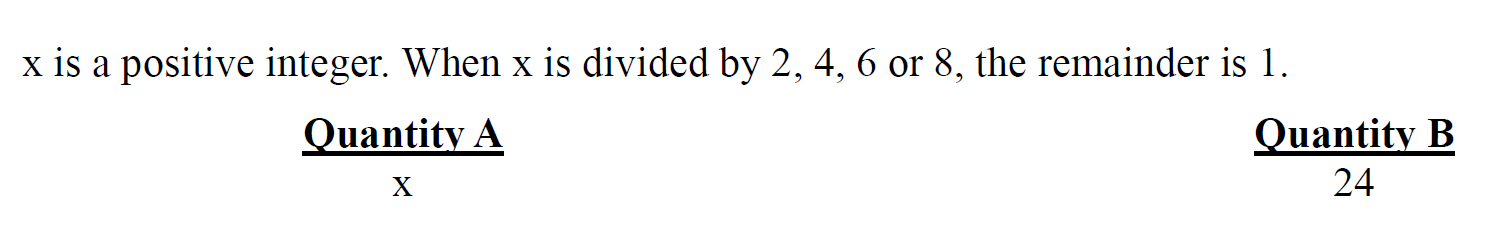 x is a positive integer. When x is divided by 2, 4, 6 or 8, the remainder is 1.
Quantity A Quantity B
x 24